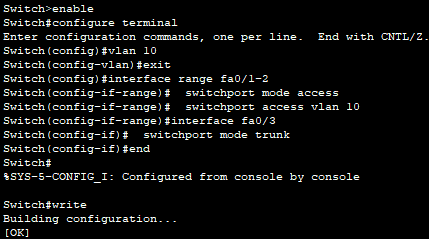 Switch>enable
Switch#configure terminal
Enter configuration commands, one per line.  End with CNTL/Z.
Switch(config)#vlan 10
Switch(config-vlan)#exit
Switch(config)#interface range fa0/1-2
Switch(config-if-range)#  switchport mode access
Switch(config-if-range)#  switchport access vlan 10
Switch(config-if-range)#interface fa0/3
Switch(config-if)#  switchport mode trunk
Switch(config-if)#end
Switch#
%SYS-5-CONFIG_I: Configured from console by console

Switch#write
Building configuration...
[OK]